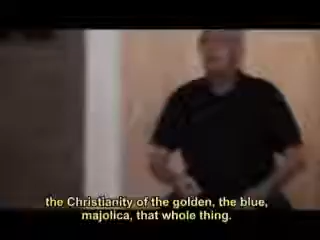 the Christianity of the golden, the blue,
majolica, that whole thing.